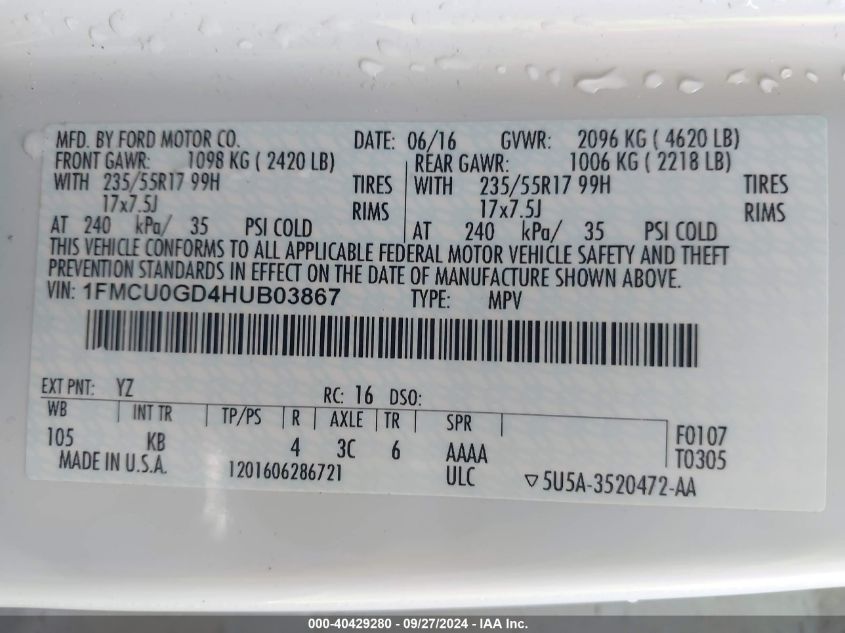 MFD. BY FORD MOTOR CO. DATE: 06/16 GVWR: 2096 KG ( 4620 LB)
FRONT GAWR: 1098 KG ( 2420 LB) REAR GAWR: 1006 KG ( 2218 LB)
WITH 235/55R17 99H TIRES WITH 235/55R17 99H TIRES
17x7.5J RIMS 17x7.5J RIMS
AT 240 kPa/ 35 PSI COLD AT 240 kPa/ 35 PSI COLD
THIS VEHICLE CONFORMS TO ALL APPLICABLE FEDERAL MOTOR VEHICLE SAFETY AND THEFT
PREVENTION STANDARDS IN EFFECT ON THE DATE OF MANUFACTURE SHOWN ABOVE.
VIN: 1FMCU0GD4HUB03867 TYPE: MPV
EXT PNT: YZ RC: 16 DSO:
WB INT TR TP/PS R AXLE TR SPR
105 KB 4 3C 6 AAAA F0107
T0305
MADE IN U.S.A. 1201606286721 ULC ▽5U5A-3520472-AA
000-40429280 - 09/27/2024 - IAA Inc.